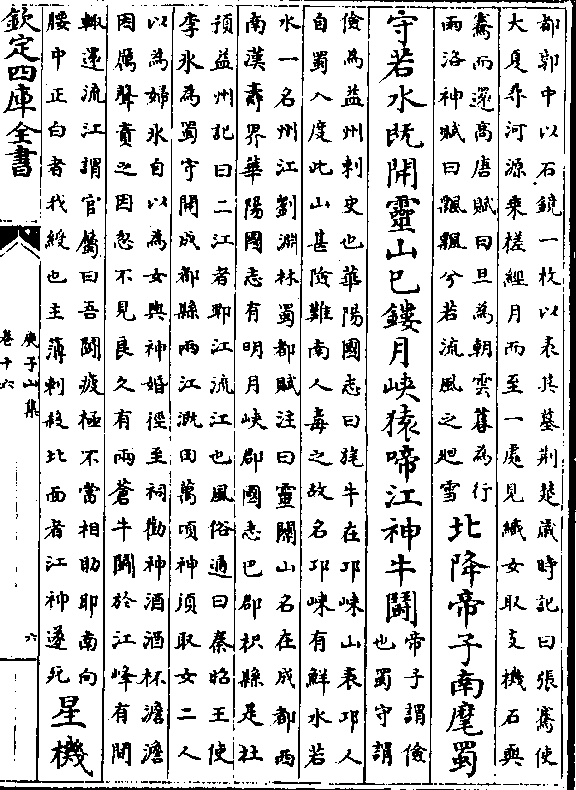 都郭中以石鏡一枚以表其墓荆楚歲時記曰張騫使
大夏尋河源乗槎經月而至一處見織女取支機石與
騫而還高唐賦曰旦為朝雲暮為行
雨洛神賦曰飄飄兮若流風之迴雪
北降帝子南麾蜀
守若水既開靈山已鏤月峽猿啼江神牛鬬
帝子謂儉
也蜀守謂
儉為益州刺史也華陽國志曰旄牛在邛崍山表邛人
自蜀入度此山甚險難南人毒之故名邛崍有鮮水若
水一名州江劉淵林蜀都賦注曰靈關山名在成都西
南漢壽界華陽國志有明月峽郡國志巴郡枳縣是杜
預益州記曰二江者郫江流江也風俗通曰秦昭王使
李氷為蜀守開成都縣兩江溉田萬頃神須取女二人
以為婦氷自以為女與神婚徑至祠勸神酒酒杯澹澹
因厲聲責之因忽不見良久有兩蒼牛鬬於江峰有間
輙還流江謂官屬曰吾鬬疲極不當相助耶南向
腰中正白者我綬也主薄刺殺北面者江神遂死
星機
欽定四庫全書
庾子山集
卷十六
六